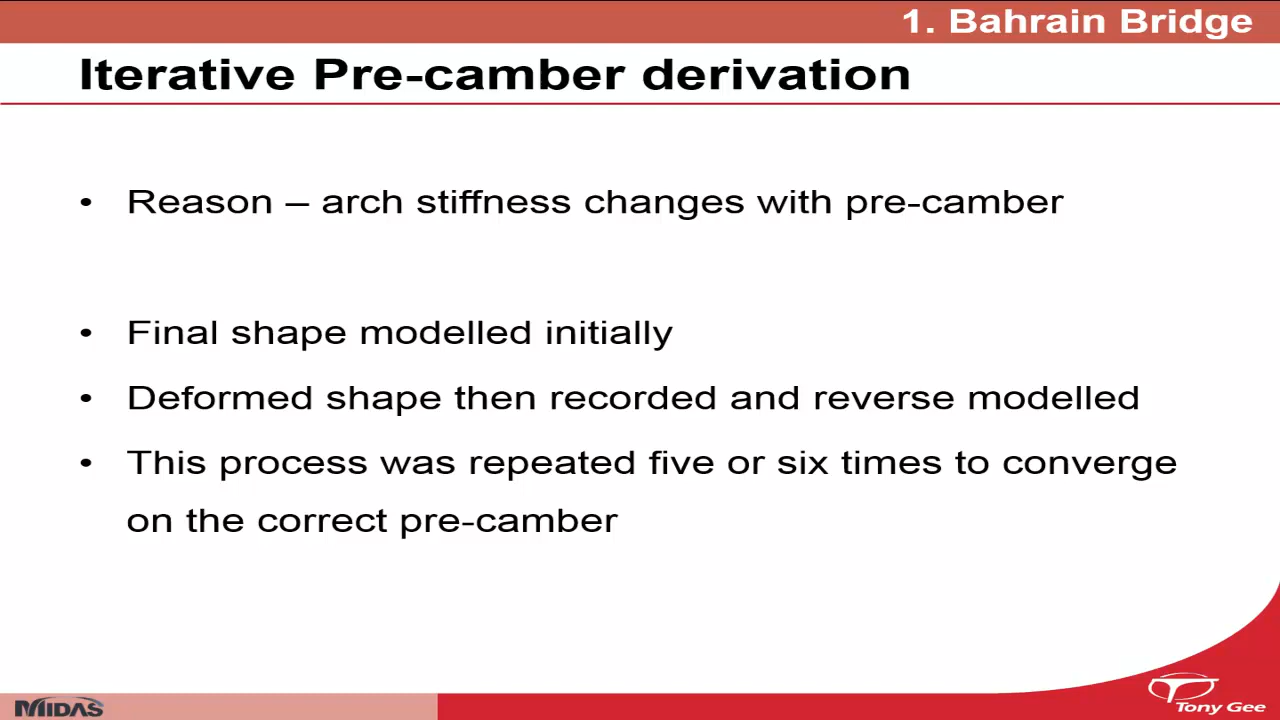 1. Bahrain Bridge
Iterative Pre-camber derivation
• Reason – arch stiffness changes with pre-camber
• Final shape modelled initially
• Deformed shape then recorded and reverse modelled
• This process was repeated five or six times to converge
on the correct pre-camber
MIDAS
Tony Gee